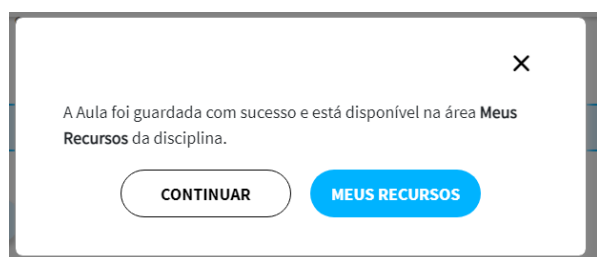 A Aula foi guardada com sucesso e está disponível na área Meus
Recursos da disciplina.
CONTINUAR MEUS RECURSOS